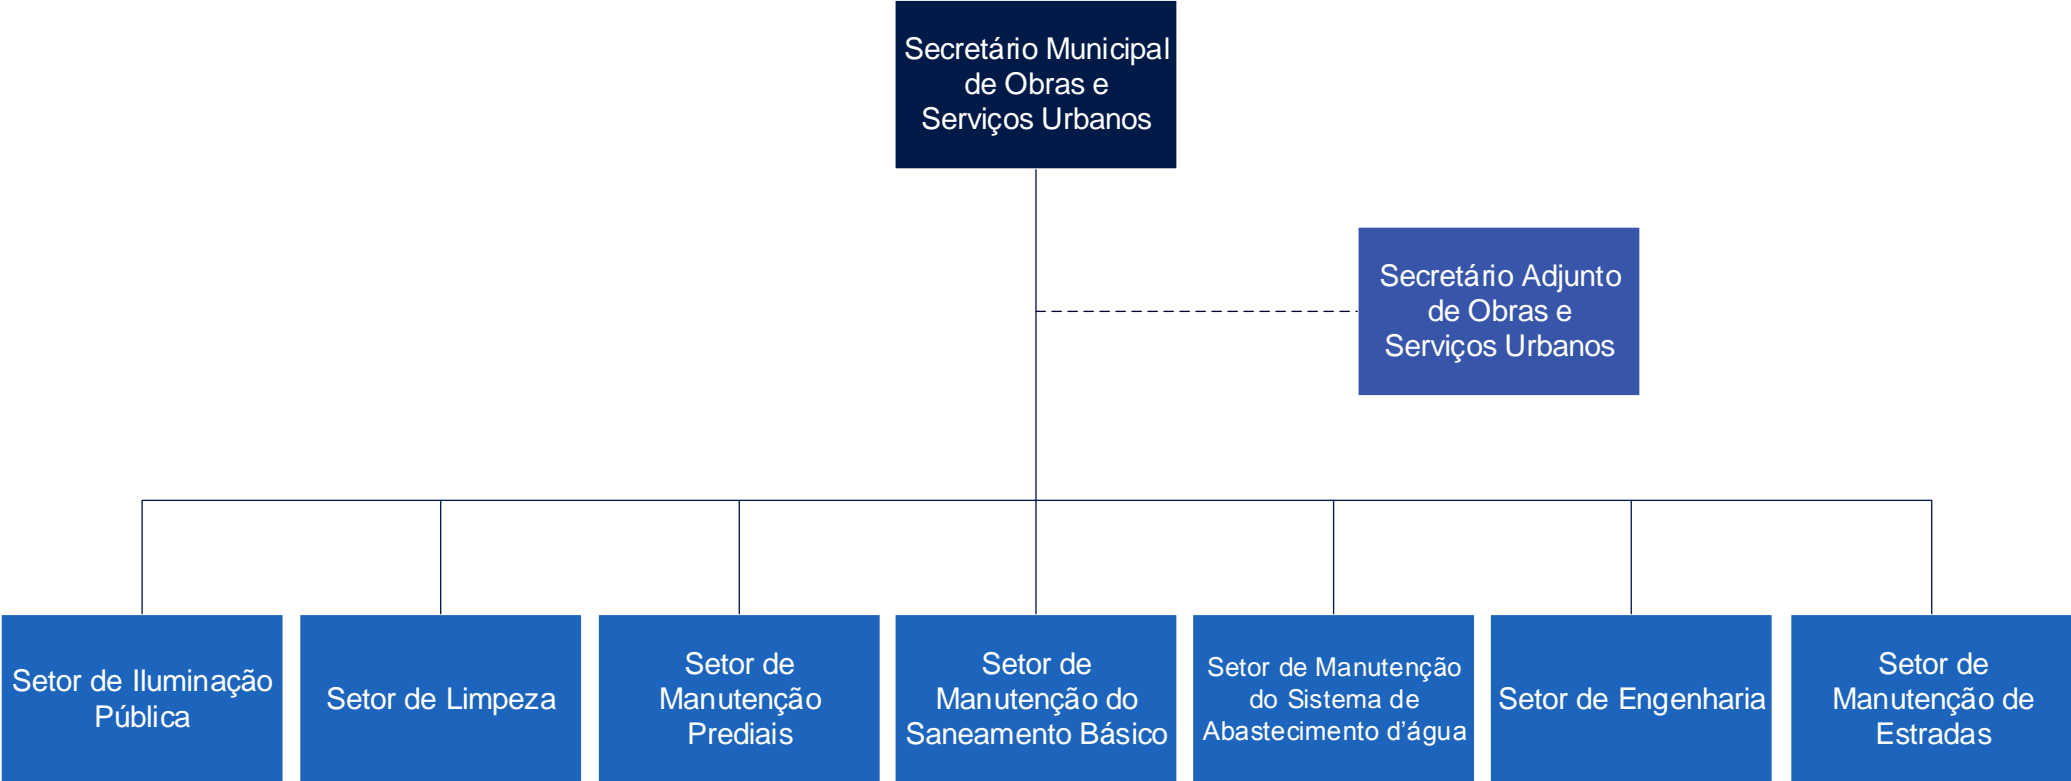 Secretário Municipal
de Obras e
Serviços Urbanos
Secretário Adjunto
de Obras e
Serviços Urbanos
Setor de Iluminação
Pública
Setor de Limpeza
Setor de
Manutenção
Prediais
Setor de
Manutenção do
Saneamento Básico
Setor de Manutenção
do Sistema de
Abastecimento d’água
Setor de Engenharia
Setor de
Manutenção de
Estradas